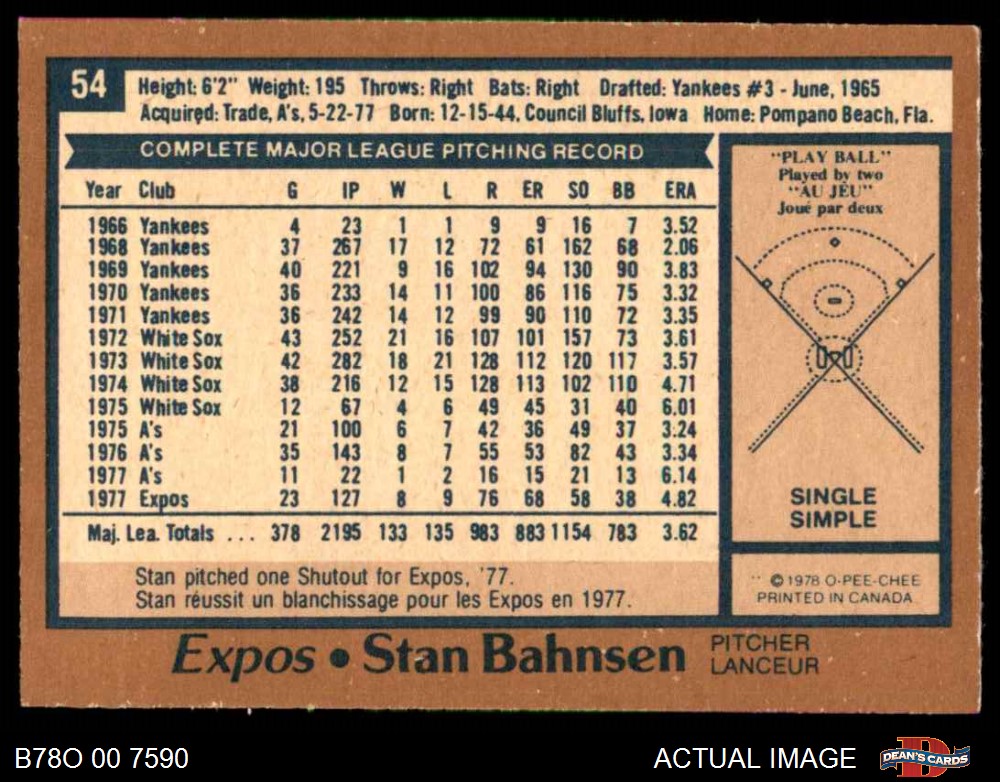 54
Height: 6'2" Weight: 195 Throws: Right Bats: Right Drafted: Yankees #3 - June, 1965
Acquired: Trade, A's, 5-22-77 Born: 12-15-44, Council Bluffs, Iowa Home: Pompano Beach, Fla.
COMPLETE MAJOR LEAGUE PITCHING RECORD
Year Club G IP W L R ER SO BB ERA
1966 Yankees 4 23 1 1 9 9 16 7 3.52
1968 Yankees 37 267 17 12 72 61 162 68 2.06
1969 Yankees 40 221 9 16 102 94 130 90 3.83
1970 Yankees 36 233 14 11 100 86 116 75 3.32
1971 Yankees 36 242 14 12 99 90 110 72 3.35
1972 White Sox 43 252 21 16 107 101 157 73 3.61
1973 White Sox 42 282 18 21 128 112 120 117 3.57
1974 White Sox 38 216 12 15 128 113 102 110 4.71
1975 White Sox 12 67 4 6 49 45 31 40 6.01
1975 A's 21 100 6 7 42 36 49 37 3.24
1976 A's 35 143 8 7 55 53 82 43 3.34
1977 A's 11 22 1 2 16 15 21 13 6.14
1977 Expos 23 127 8 9 76 68 58 38 4.82
Maj. Lea. Totals ... 378 2195 133 135 983 883 1154 783 3.62
Stan pitched one Shutout for Expos, '77.
Stan réussit un blanchissage pour les Expos en 1977.
"PLAY BALL"
Played by two
"AU JEU"
Joué par deux
SINGLE
SIMPLE
© 1978 O-PEE-CHEE
PRINTED IN CANADA
Expos • Stan Bahnsen PITCHER
LANCEUR
B78O 00 7590
ACTUAL IMAGE
DEAN'S CARDS